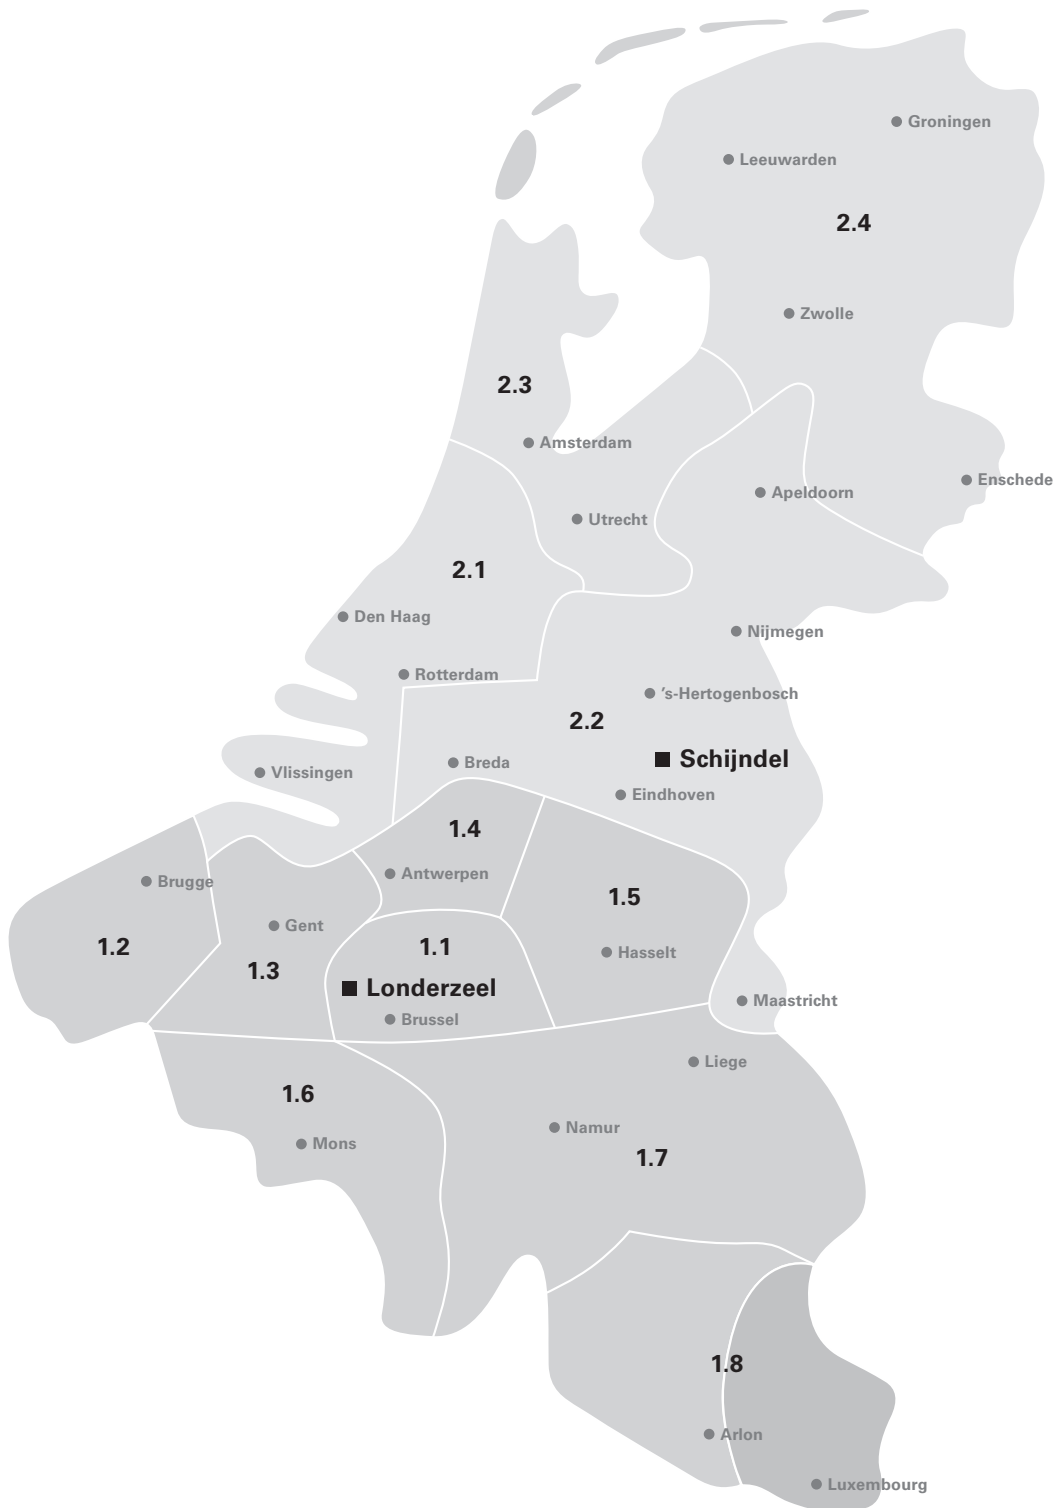 Groningen
Leeuwarden
2.4
Zwolle
2.3
Amsterdam
Enschede
Apeldoorn
Utrecht
2.1
Den Haag
Nijmegen
Rotterdam
’s-Hertogenbosch
2.2
Schijndel
Breda
Vlissingen
Eindhoven
1.4
Antwerpen
Brugge
1.5
Gent
1.2
1.1
Hasselt
1.3
Londerzeel
Maastricht
Brussel
Liege
1.6
Namur
Mons
1.7
1.8
Arlon
Luxembourg